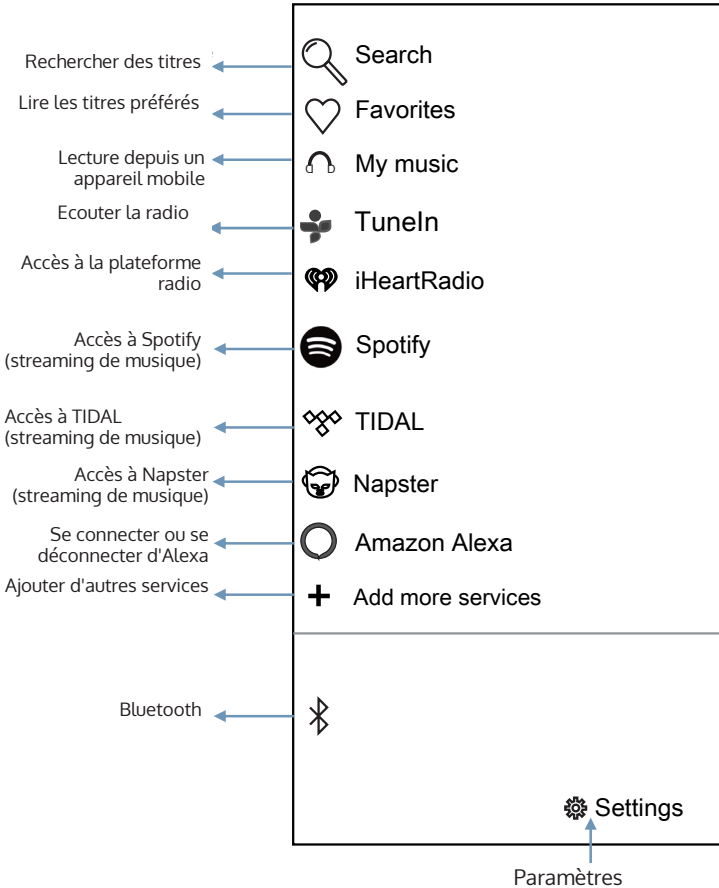 Rechercher des titres
Search
Lire les titres préférés
Favorites
Lecture depuis un
appareil mobile
My music
Ecouter la radio
TuneIn
Accès à la plateforme
radio
iHeartRadio
Accès à Spotify
(streaming de musique)
Spotify
Accès à TIDAL
(streaming de musique)
TIDAL
Accès à Napster
(streaming de musique)
Napster
Se connecter ou se
déconnecter d'Alexa
Amazon Alexa
Ajouter d'autres services
Add more services
Bluetooth
Settings
Paramètres